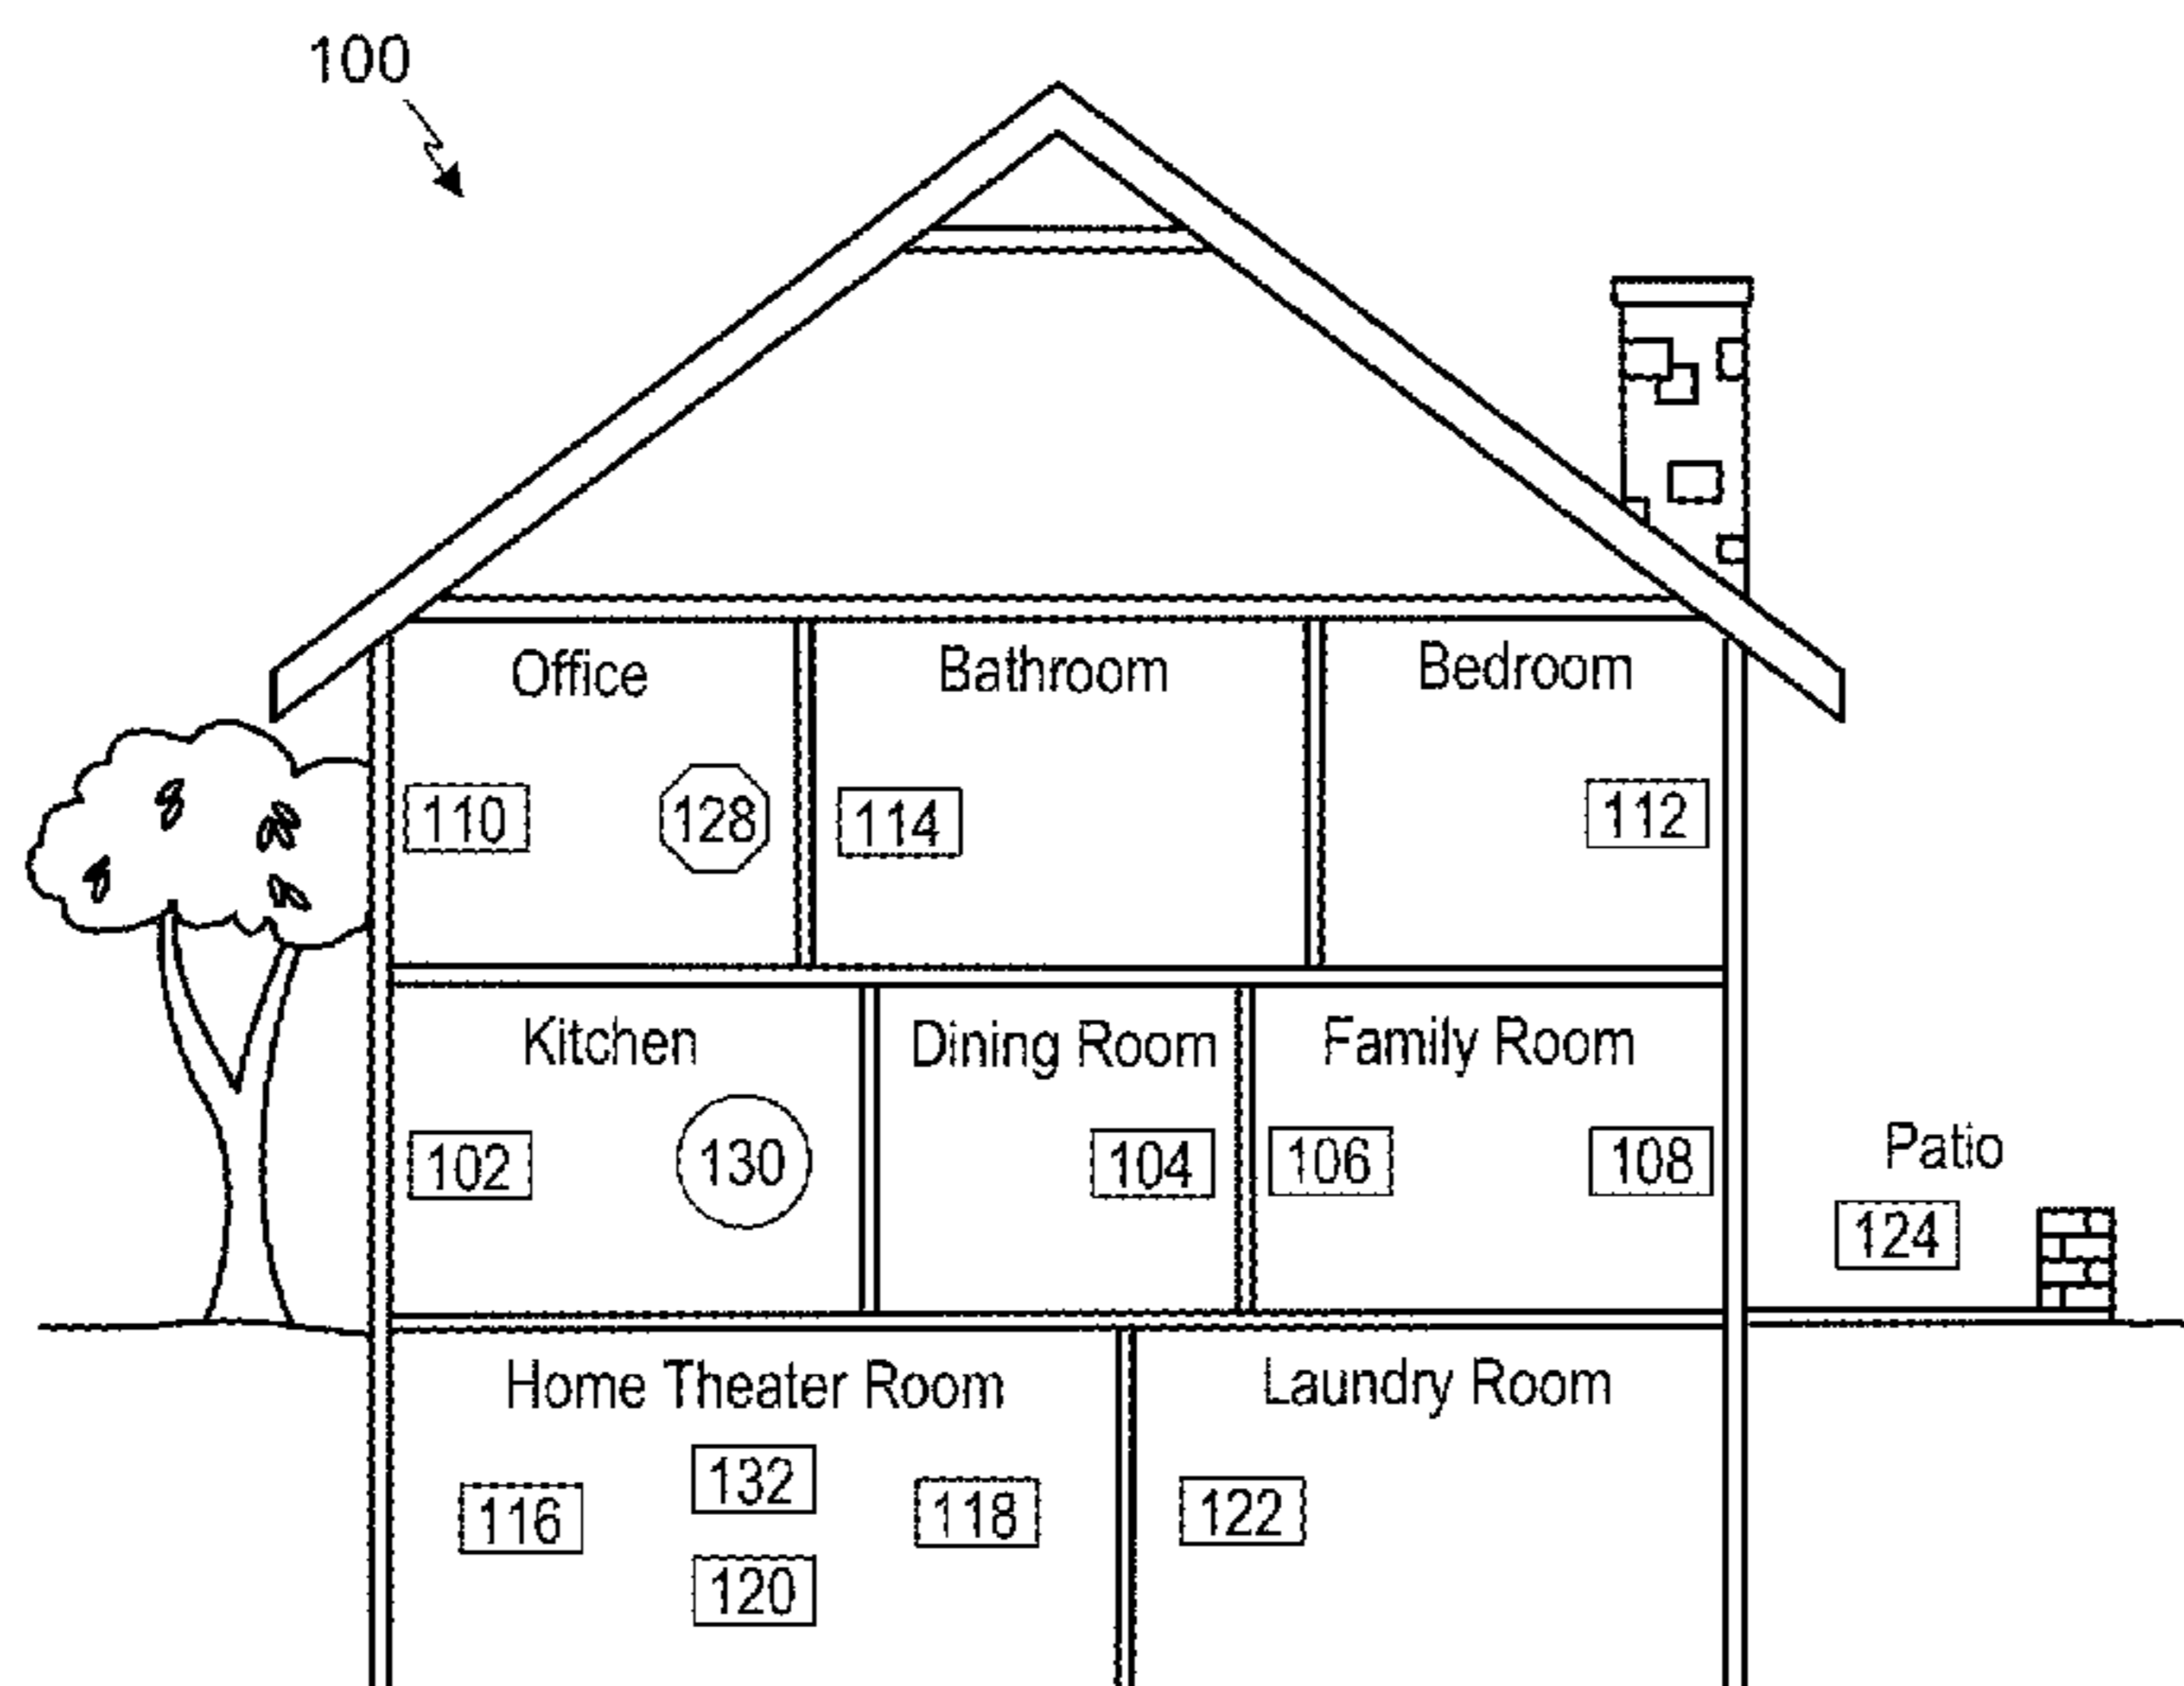 100
Office
Bathroom
Bedroom
110
128
114
112
Kitchen
Dining Room
Family Room
102
130
104
106
108
Patio
124
Home Theater Room
Laundry Room
132
116
118
122
120